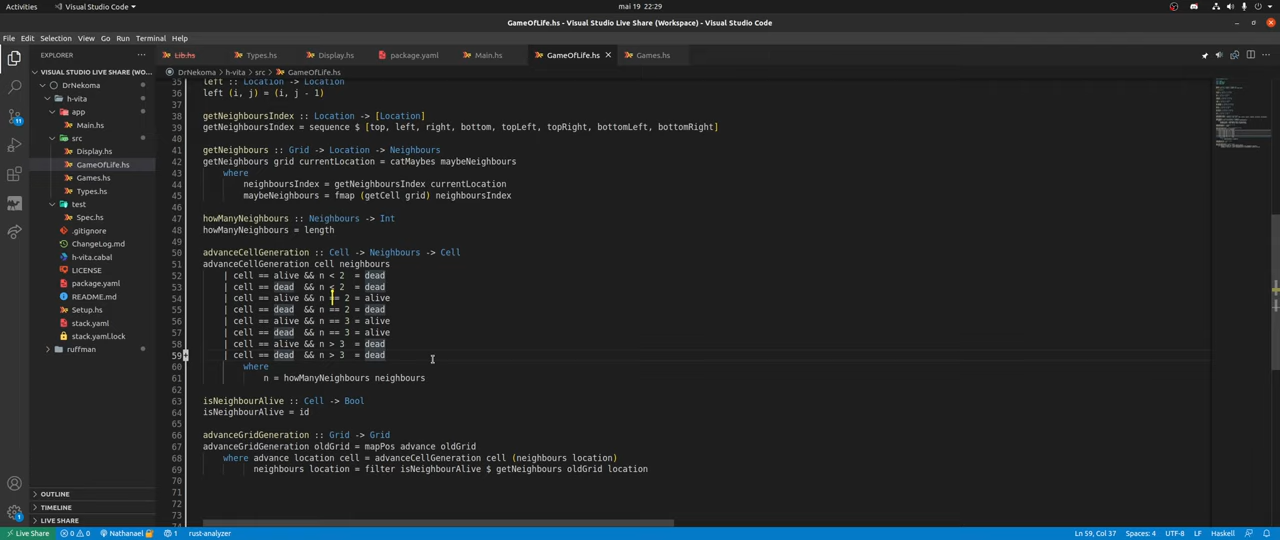 Activities
Visual Studio Code
mai 19 22:29
GameOfLife.hs - Visual Studio Live Share (Workspace) - Visual Studio Code
File Edit Selection View Go Run Terminal Help
EXPLORER
Lib.hs
Types.hs
Display.hs
package.yaml
Main.hs
GameOfLife.hs
Games.hs
VISUAL STUDIO LIVE SHARE (WO...
DrNekoma > h-vita > src > GameOfLife.hs
DrNekoma
h-vita
app
Main.hs
src
Display.hs
GameOfLife.hs
Games.hs
Types.hs
test
Spec.hs
.gitignore
ChangeLog.md
h-vita.cabal
LICENSE
package.yaml
README.md
Setup.hs
stack.yaml
stack.yaml.lock
ruffman
OUTLINE
TIMELINE
LIVE SHARE
35 left :: Location -> Location
36 left (i, j) = (i, j - 1)
37
38 getNeighboursIndex :: Location -> [Location]
39 getNeighboursIndex = sequence $ [top, left, right, bottom, topLeft, topRight, bottomLeft, bottomRight]
40
41 getNeighbours :: Grid -> Location -> Neighbours
42 getNeighbours grid currentLocation = catMaybes maybeNeighbours
43 where
44 neighboursIndex = getNeighboursIndex currentLocation
45 maybeNeighbours = fmap (getCell grid) neighboursIndex
46
47 howManyNeighbours :: Neighbours -> Int
48 howManyNeighbours = length
49
50 advanceCellGeneration :: Cell -> Neighbours -> Cell
51 advanceCellGeneration cell neighbours
52 | cell == alive && n < 2 = dead
53 | cell == dead && n < 2 = dead
54 | cell == alive && n == 2 = alive
55 | cell == dead && n == 2 = dead
56 | cell == alive && n == 3 = alive
57 | cell == dead && n == 3 = alive
58 | cell == alive && n > 3 = dead
59 | cell == dead && n > 3 = dead
60 where
61 n = howManyNeighbours neighbours
62
63 isNeighbourAlive :: Cell -> Bool
64 isNeighbourAlive = id
65
66 advanceGridGeneration :: Grid -> Grid
67 advanceGridGeneration oldGrid = mapPos advance oldGrid
68 where advance location cell = advanceCellGeneration cell (neighbours location)
69 neighbours location = filter isNeighbourAlive $ getNeighbours oldGrid location
70
71
72
73
Live Share 0 0 Nathanael 1 rust-analyzer
Ln 59, Col 37 Spaces: 4 UTF-8 LF Haskell